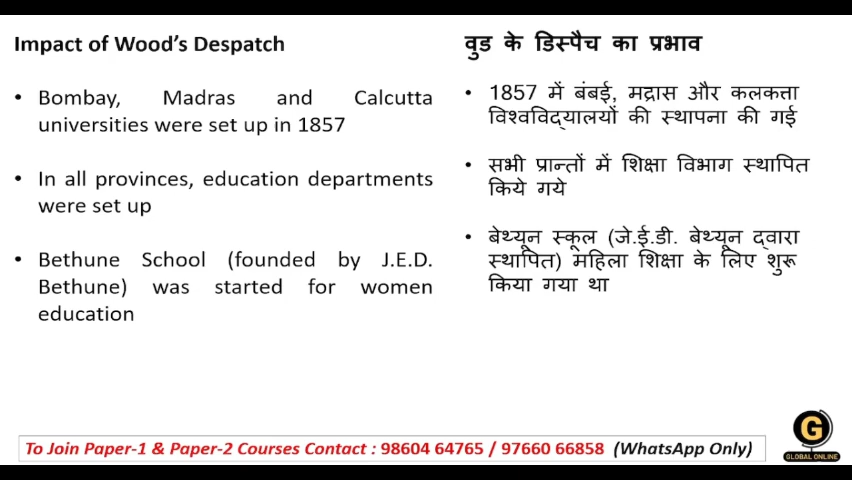 Impact of Wood's Despatch
• Bombay, Madras and Calcutta
universities were set up in 1857
• In all provinces, education departments
were set up
• Bethune School (founded by J.E.D.
Bethune) was started for women
education
वुड के डिस्पैच का प्रभाव
• 1857 में बंबई, मद्रास और कलकत्ता
विश्वविद्यालयों की स्थापना की गई
• सभी प्रान्तों में शिक्षा विभाग स्थापित
किये गये
• बेथ्यून स्कूल (जे.ई.डी. बेथ्यून द्वारा
स्थापित) महिला शिक्षा के लिए शुरू
किया गया था
To Join Paper-1 & Paper-2 Courses Contact : 98604 64765 / 97660 66858 (WhatsApp Only)
G
GLOBAL ONLINE